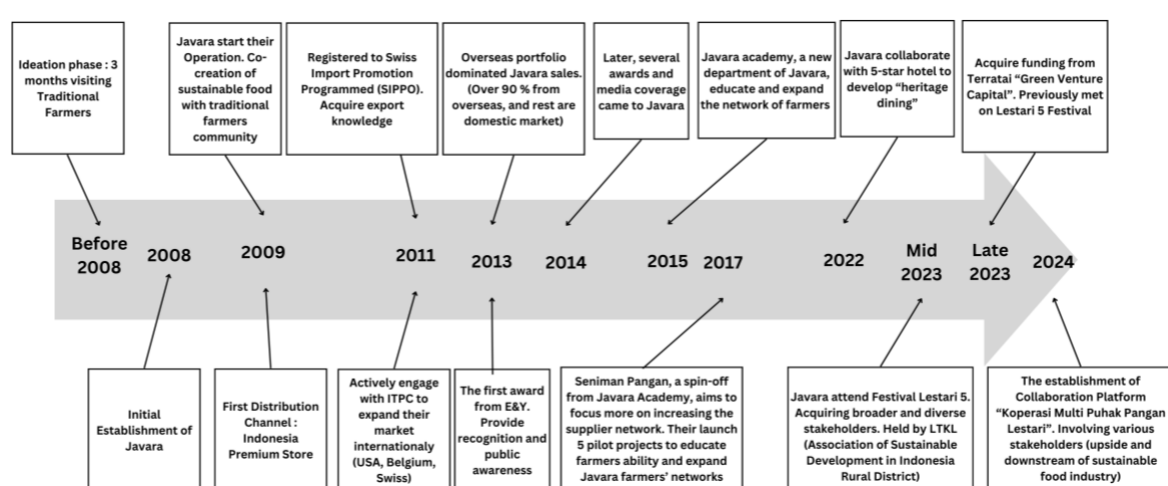 Ideation phase : 3
months visiting
Traditional
Farmers
Javara start their
Operation. Co-
creation of
sustainable food
with traditional
farmers
community
Registered to Swiss
Import Promotion
Programmed (SIPPO).
Acquire export
knowledge
Overseas portfolio
dominated Javara sales.
(Over 90 % from
overseas, and rest are
domestic market)
Later, several
awards and
media coverage
came to Javara
Javara academy, a new
department of Javara,
educate and expand
the network of farmers
Javara collaborate
with 5-star hotel to
develop “heritage
dining”
Acquire funding from
Terratai “Green Venture
Capital”. Previously met
on Lestari 5 Festival
Before
2008
2008
2009
2011
2013
2014
2015
2017
2022
Mid
2023
Late
2023
2024
Initial
Establishment of
Javara
First Distribution
Channel :
Indonesia
Premium Store
Actively engage
with ITPC to
expand their
market
internationaly
(USA, Belgium,
Swiss)
The first award
from E&Y.
Provide
recognition and
public
awareness
Seniman Pangan, a spin-off
from Javara Academy, aims to
focus more on increasing the
supplier network. Their launch
5 pilot projects to educate
farmers ability and expand
Javara farmers’ networks
Javara attend Festival Lestari 5.
Acquiring broader and diverse
stakeholders. Held by LTKL
(Association of Sustainable
Development in Indonesia
Rural District)
The establishment of
Collaboration Platform
“Koperasi Multi Puhak Pangan
Lestari”. Involving various
stakeholders (upside and
downstream of sustainable
food industry)